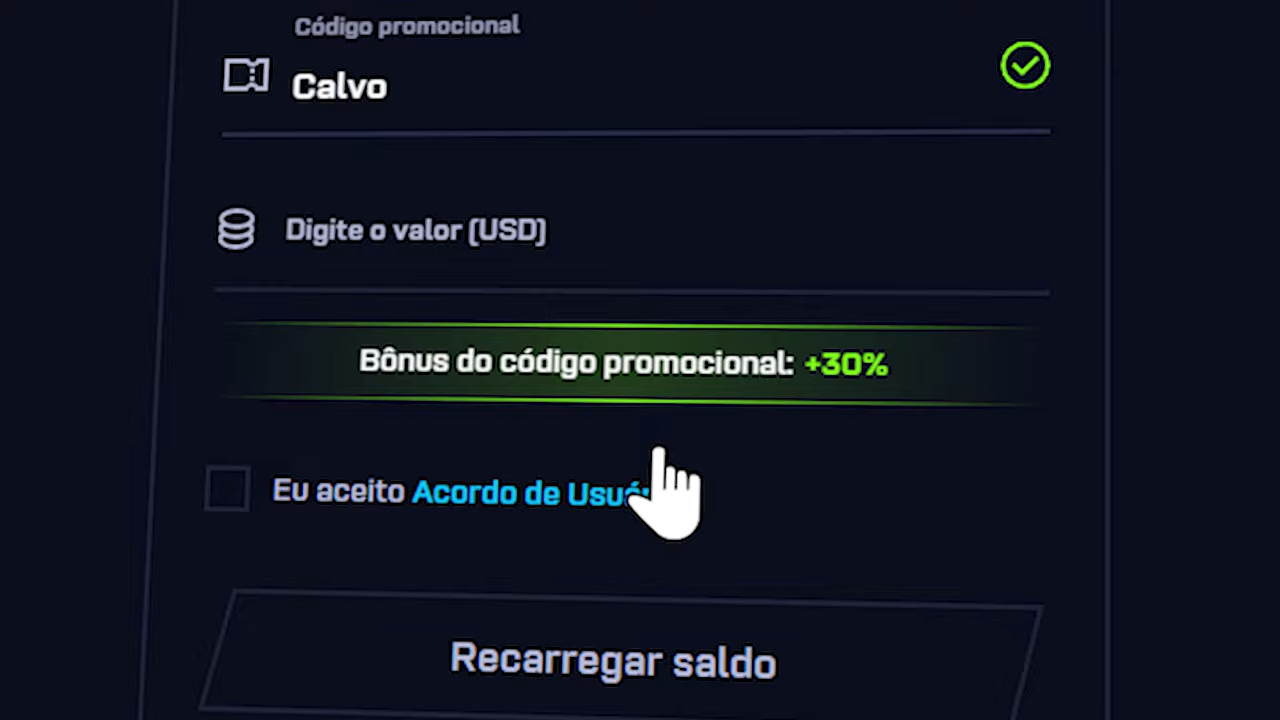 Código promocional
Calvo
Digite o valor (USD)
Bônus do código promocional: +30%
Eu aceito Acordo de
Recarregar saldo